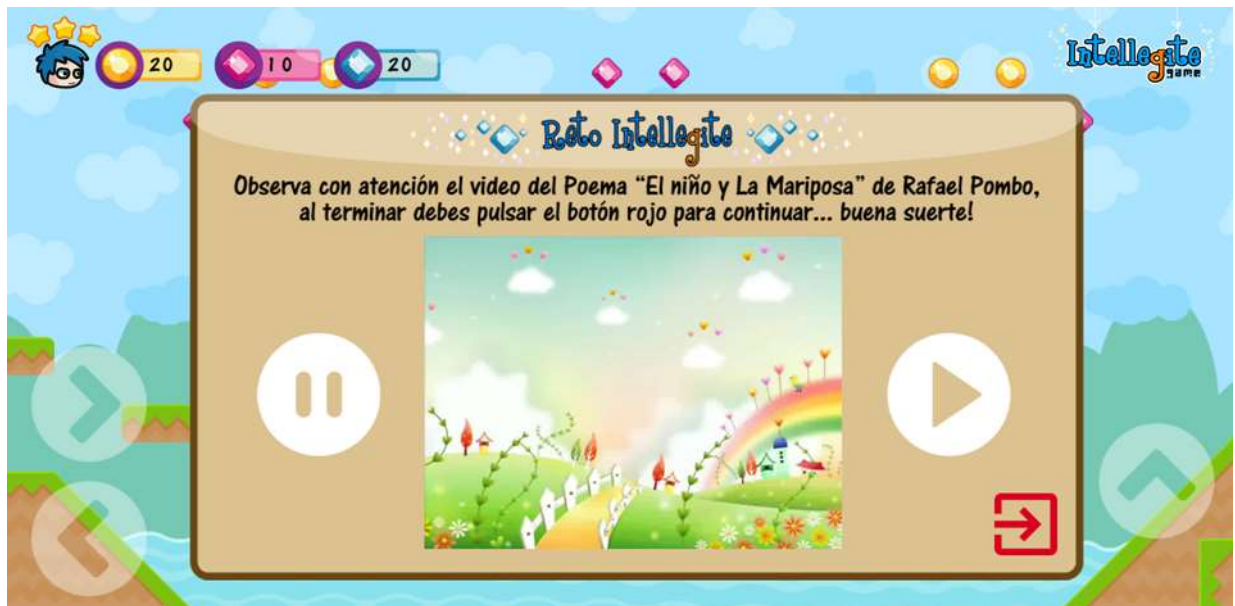 20
10
20
Intellegite
game
Reto Intellegite
Observa con atención el video del Poema “El niño y La Mariposa” de Rafael Pombo,
al terminar debes pulsar el botón rojo para continuar... buena suerte!